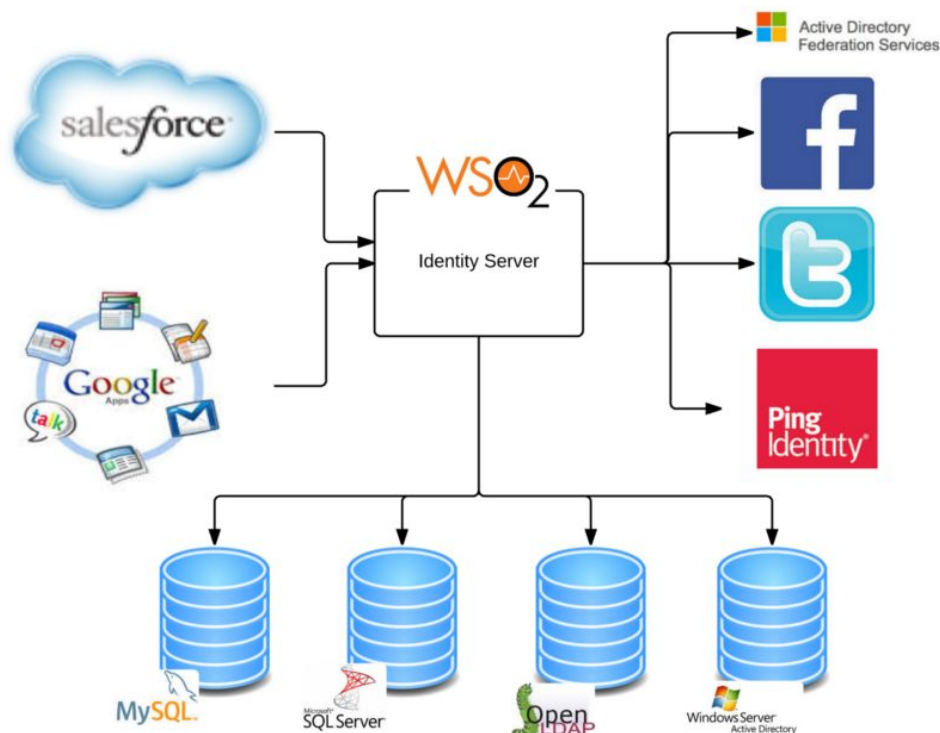 Active Directory
Federation Services
salesforce
f
WSO2
Identity Server
t
Google
Apps
talk
Ping
Identity®
MySQL.
Microsoft®
SQL Server
Open
LDAP
Windows Server
Active Directory